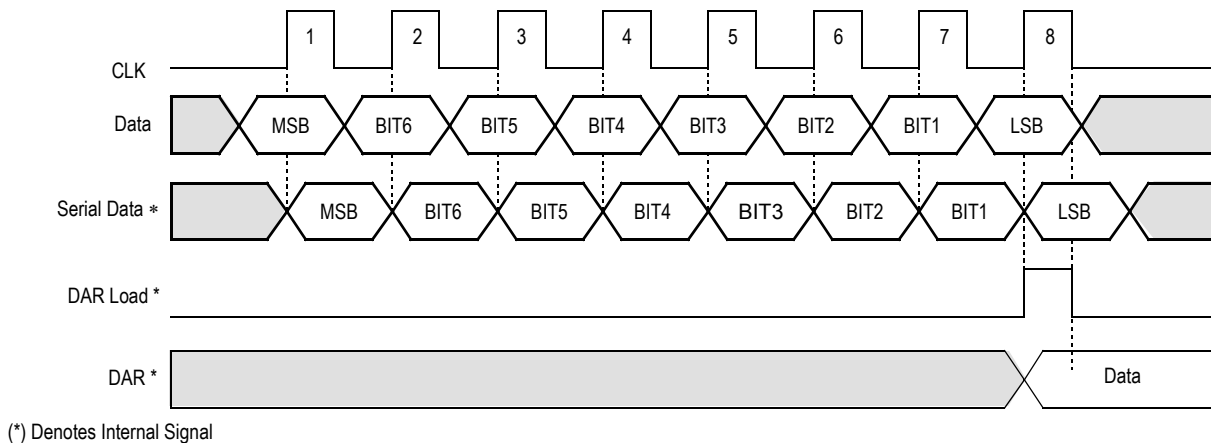 1 2 3 4 5 6 7 8
CLK
Data MSB BIT6 BIT5 BIT4 BIT3 BIT2 BIT1 LSB
Serial Data * MSB BIT6 BIT5 BIT4 BIT3 BIT2 BIT1 LSB
DAR Load *
DAR * Data
(*) Denotes Internal Signal